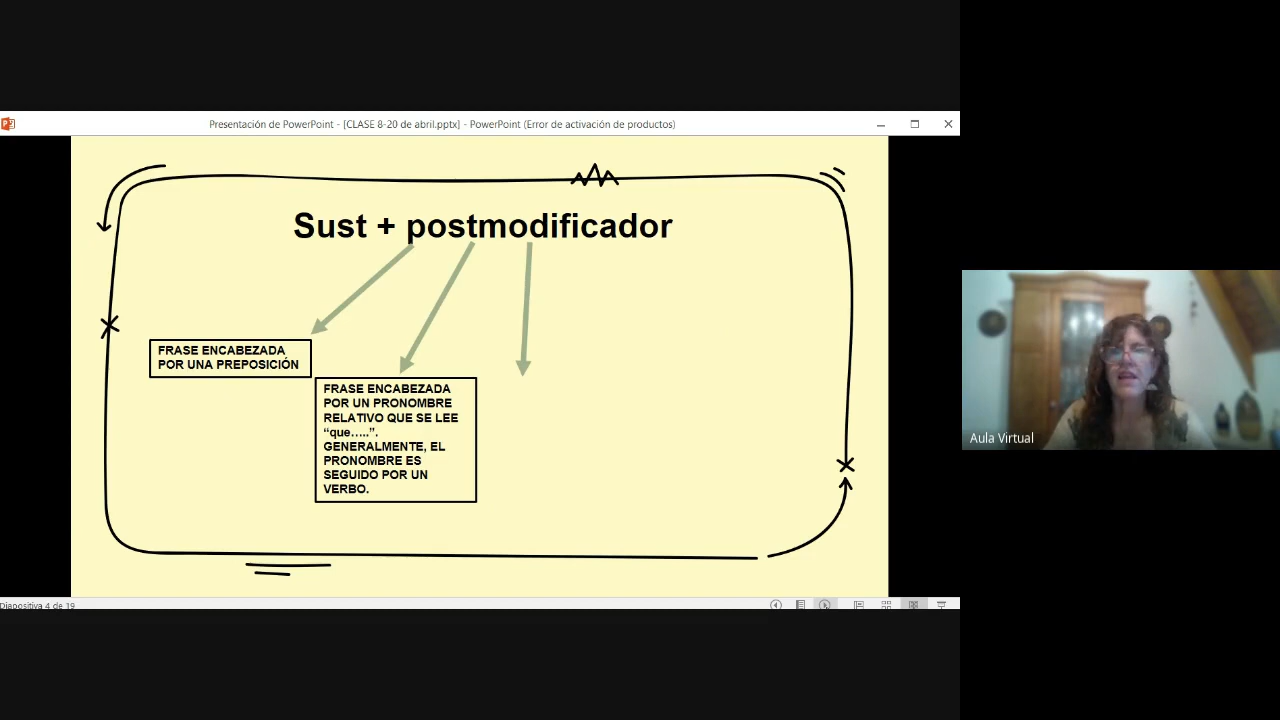 Presentación de PowerPoint - [CLASE 8-20 de abril.pptx] - PowerPoint (Error de activación de productos)
Sust + postmodificador
FRASE ENCABEZADA
POR UNA PREPOSICIÓN
FRASE ENCABEZADA
POR UN PRONOMBRE
RELATIVO QUE SE LEE
“que…..”.
GENERALMENTE, EL
PRONOMBRE ES
SEGUIDO POR UN
VERBO.
Aula Virtual
Diapositiva 4 de 19